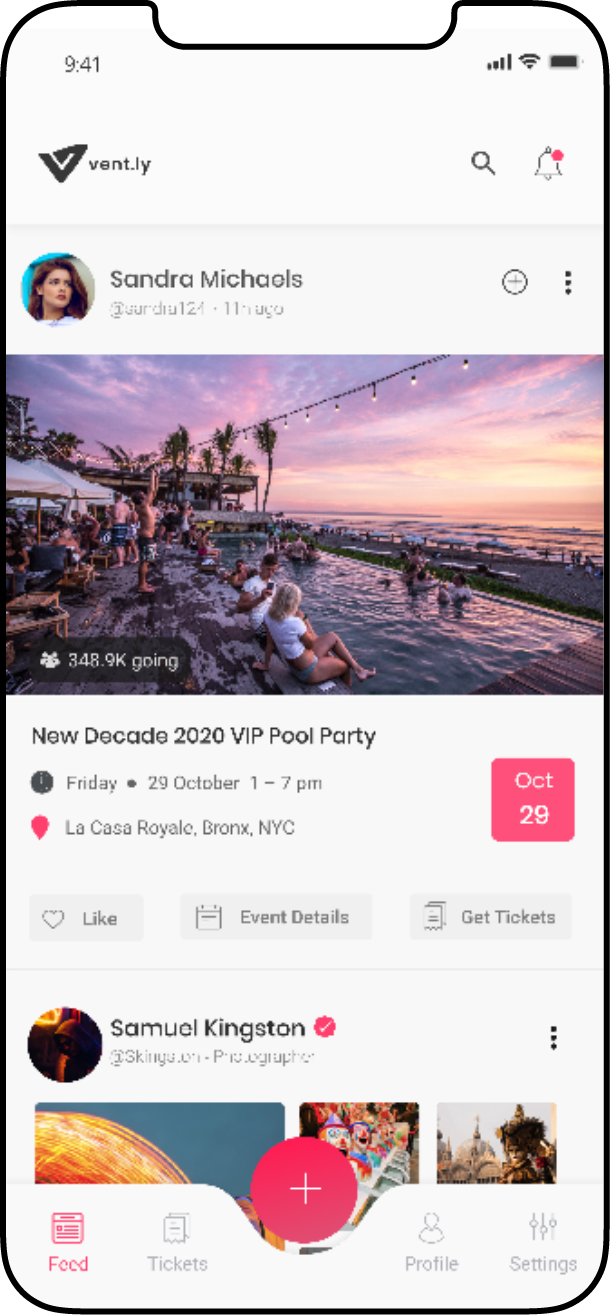 9:41
vent.ly
Sandra Michaels
@sandra124 • 11h ago
348.9K going
New Decade 2020 VIP Pool Party
Friday • 29 October 1 – 7 pm
Oct
29
La Casa Royale, Bronx, NYC
Like
Event Details
Get Tickets
Samuel Kingston
@Skingston - Photographer
Feed
Tickets
Profile
Settings